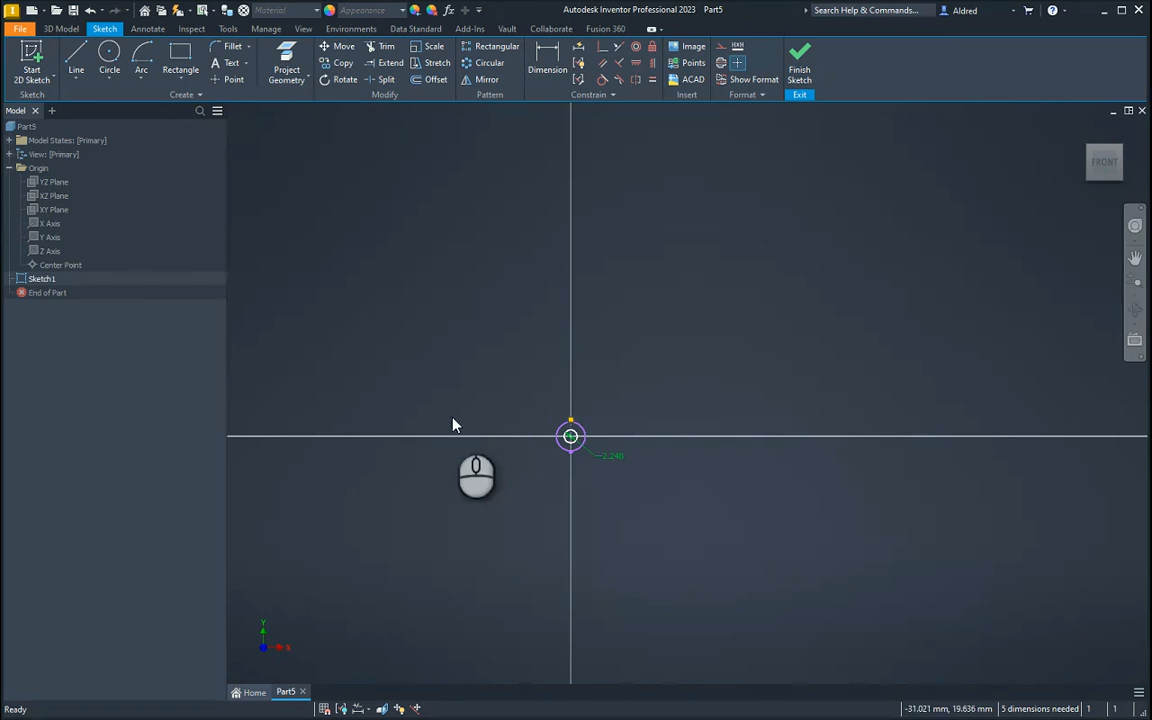 Material
Appearance
Autodesk Inventor Professional 2023 Part5
Search Help & Commands...
Aldred
File
3D Model
Sketch
Annotate
Inspect
Tools
Manage
View
Environments
Data Standard
Add-Ins
Vault
Collaborate
Fusion 360
Start
2D Sketch
Line
Circle
Arc
Rectangle
Fillet
Text
Point
Project
Geometry
Move
Copy
Rotate
Trim
Extend
Split
Scale
Stretch
Offset
Rectangular
Circular
Mirror
Dimension
Image
Points
ACAD
Show Format
Finish
Sketch
Sketch
Create
Modify
Pattern
Constrain
Insert
Format
Exit
Model
Part5
Model States: [Primary]
View: [Primary]
Origin
YZ Plane
XZ Plane
XY Plane
X Axis
Y Axis
Z Axis
Center Point
Sketch1
End of Part
FRONT
2.240
Y
X
Home
Part5
Ready
-31.021 mm, 19.636 mm
5 dimensions needed
1
1